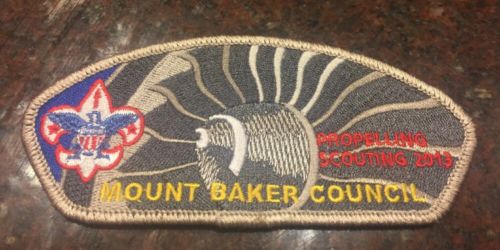 PROPELLING
SCOUTING 2013
MOUNT BAKER COUNCIL